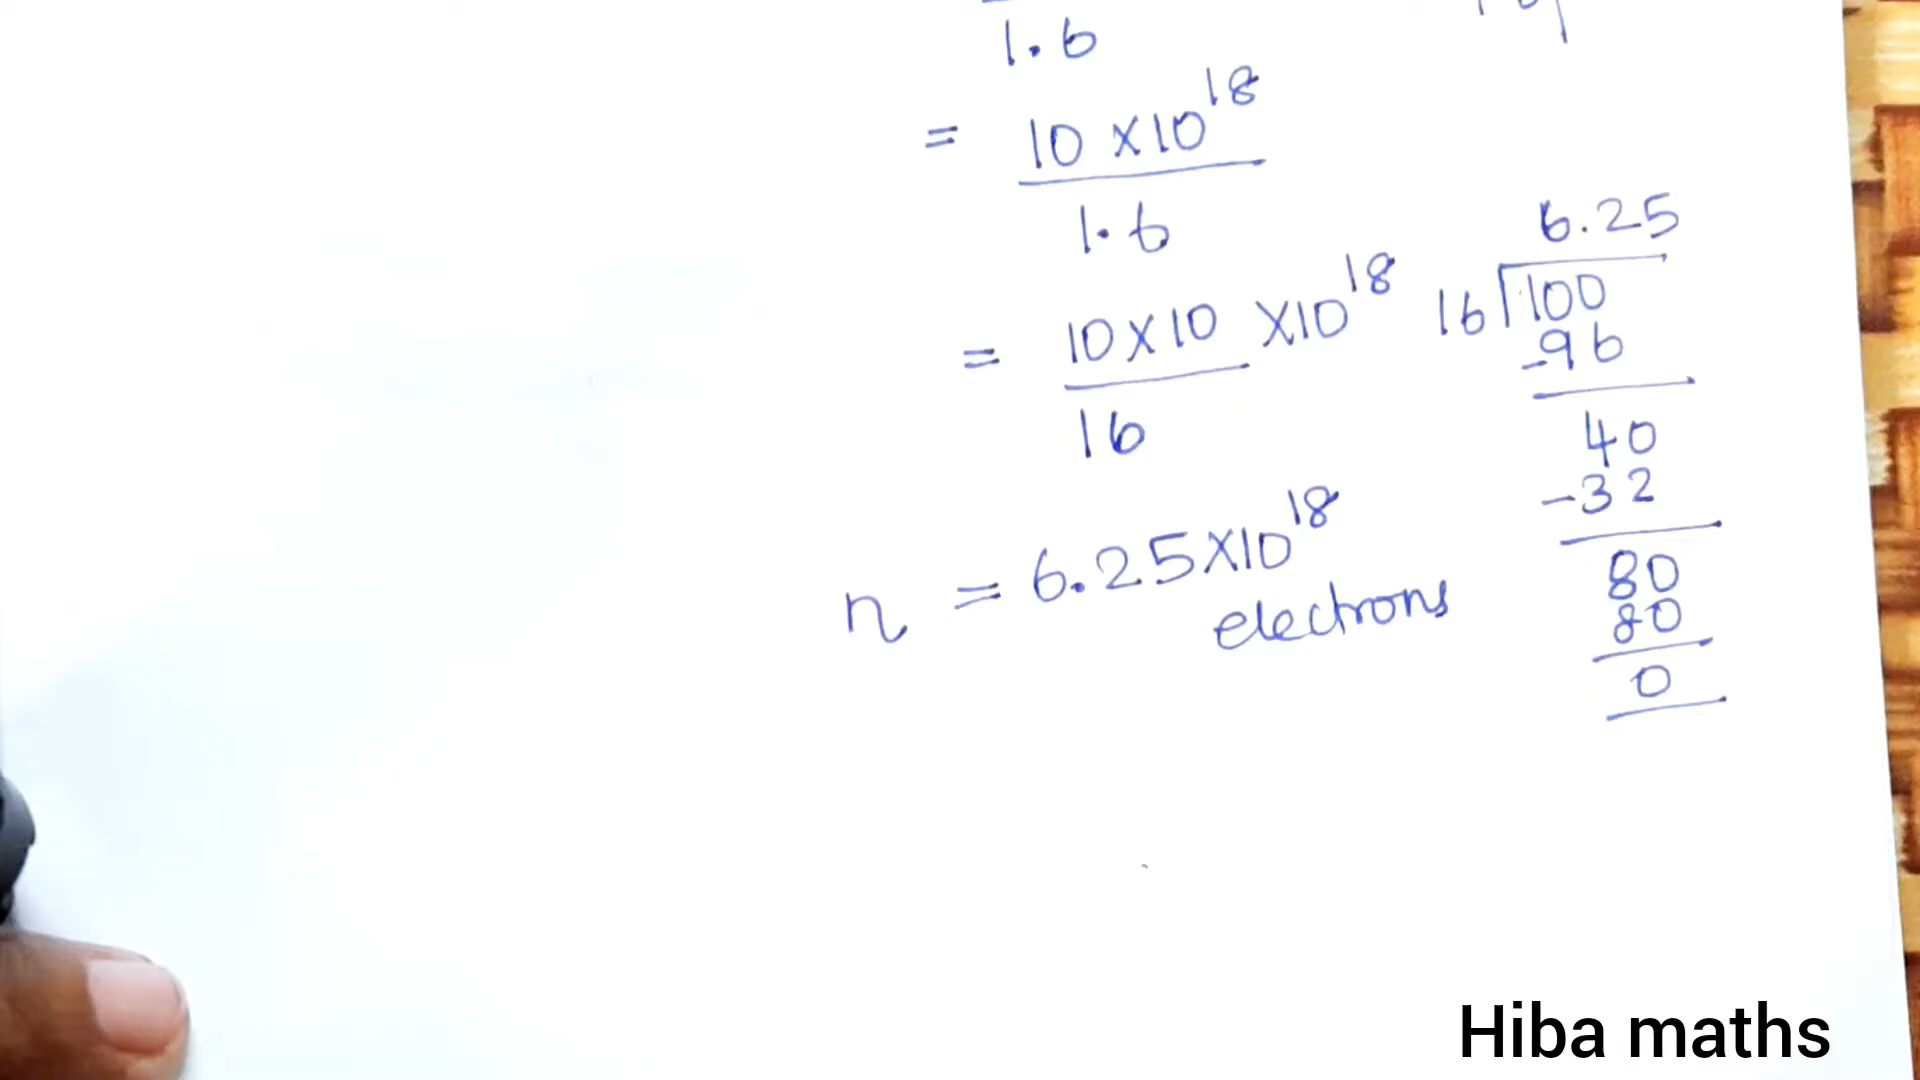 1.6
= 10 × 10^18
1.6
= 10 × 10 × 10^18
16
n = 6.25 × 10^18
electrons
6.25
16 100
-96
40
-32
80
80
0
Hiba maths